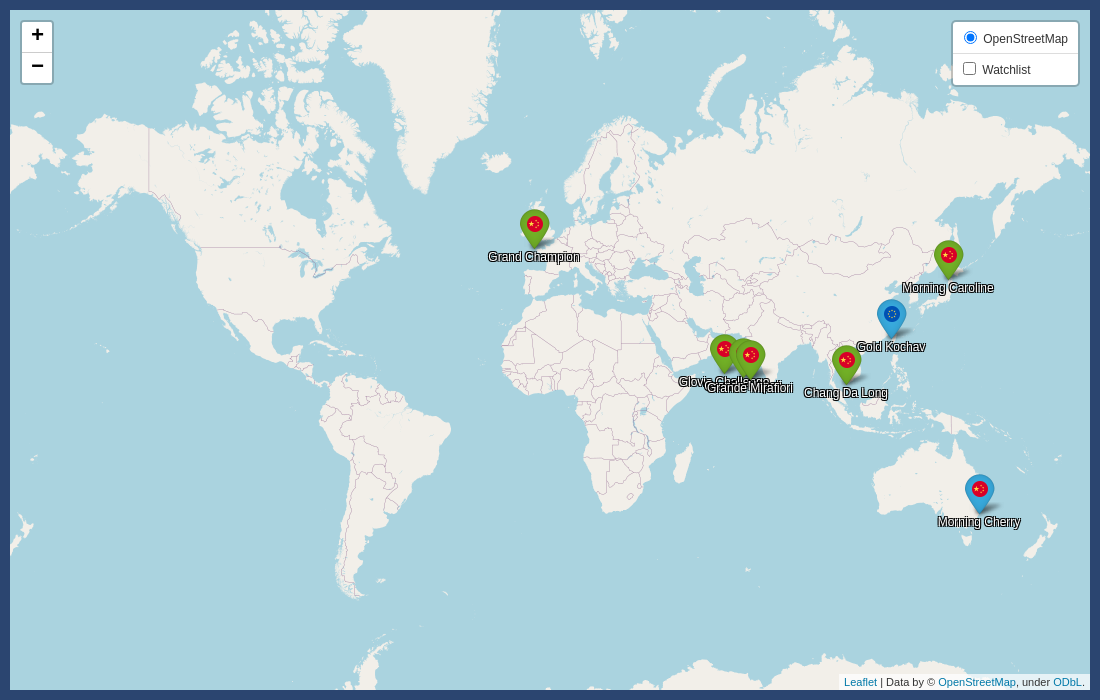 +
−
OpenStreetMap
Watchlist
Grand Champion
Morning Caroline
Gold Kochav
Glovis Challenge
Grande Mirafiori
Chang Da Long
Morning Cherry
Leaflet | Data by © OpenStreetMap, under ODbL.